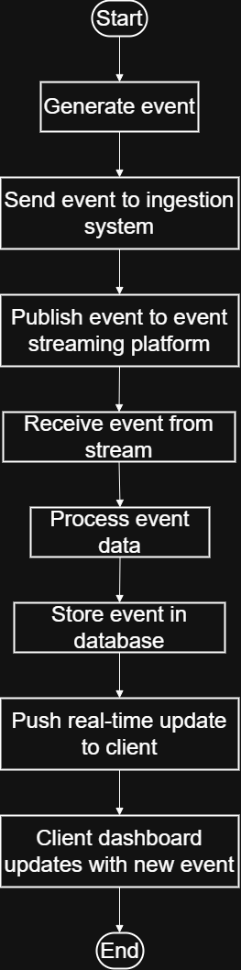 Start
Generate event
Send event to ingestion
system
Publish event to event
streaming platform
Receive event from
stream
Process event
data
Store event in
database
Push real-time update
to client
Client dashboard
updates with new event
End